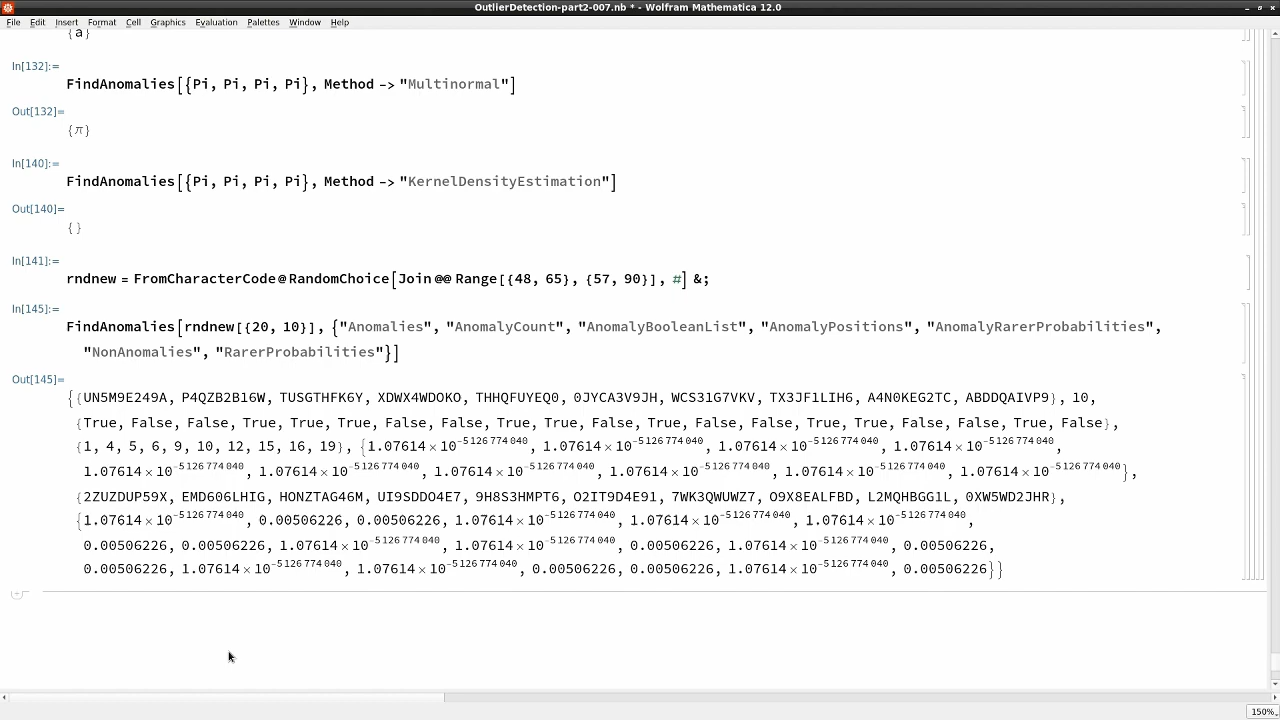 OutlierDetection-part2-007.nb * - Wolfram Mathematica 12.0
File Edit Insert Format Cell Graphics Evaluation Palettes Window Help
{a}
In[132]:=
FindAnomalies[{Pi, Pi, Pi, Pi}, Method -> "Multinormal"]
Out[132]=
{π}
In[140]:=
FindAnomalies[{Pi, Pi, Pi, Pi}, Method -> "KernelDensityEstimation"]
Out[140]=
{}
In[141]:=
rndnew = FromCharacterCode@RandomChoice[Join@@Range[{48, 65}, {57, 90}], #] &;
In[145]:=
FindAnomalies[rndnew[{20, 10}], {"Anomalies", "AnomalyCount", "AnomalyBooleanList", "AnomalyPositions", "AnomalyRarerProbabilities",
"NonAnomalies", "RarerProbabilities"}]
Out[145]=
{{UN5M9E249A, P4QZB2B16W, TUSGTHFK6Y, XDWX4WDOKO, THHQFUYEQ0, 0JYCA3V9JH, WCS31G7VKV, TX3JF1LIH6, A4N0KEG2TC, ABDDQAIVP9}, 10,
{True, False, False, True, True, True, False, False, True, True, False, True, False, False, True, True, False, False, True, False},
{1, 4, 5, 6, 9, 10, 12, 15, 16, 19}, {1.07614×10^-5126774040, 1.07614×10^-5126774040, 1.07614×10^-5126774040, 1.07614×10^-5126774040,
1.07614×10^-5126774040, 1.07614×10^-5126774040, 1.07614×10^-5126774040, 1.07614×10^-5126774040, 1.07614×10^-5126774040, 1.07614×10^-5126774040},
{2ZUZDUP59X, EMD606LHIG, HONZTAG46M, UI9SDDO4E7, 9H8S3HMPT6, O2IT9D4E91, 7WK3QWUWZ7, O9X8EALFBD, L2MQHBGG1L, 0XW5WD2JHR},
{1.07614×10^-5126774040, 0.00506226, 0.00506226, 1.07614×10^-5126774040, 1.07614×10^-5126774040, 1.07614×10^-5126774040,
0.00506226, 0.00506226, 1.07614×10^-5126774040, 1.07614×10^-5126774040, 0.00506226, 1.07614×10^-5126774040, 0.00506226,
0.00506226, 1.07614×10^-5126774040, 1.07614×10^-5126774040, 0.00506226, 0.00506226, 1.07614×10^-5126774040, 0.00506226}}
150%